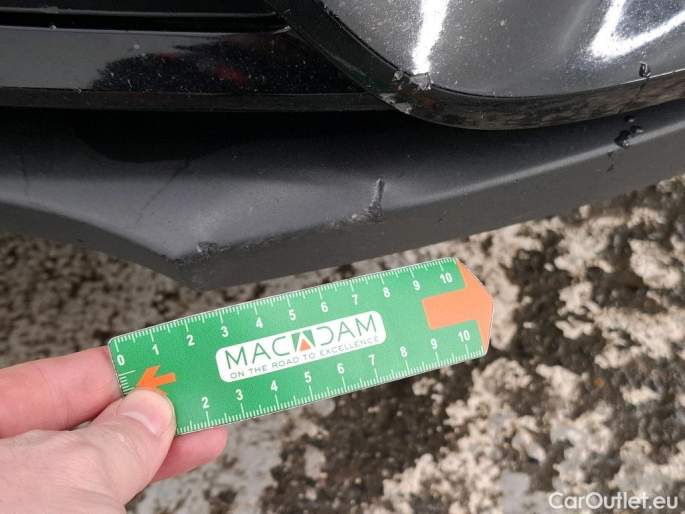 0 1 2 3 4 5 6 7 8 9 10
MACADAM
ON THE ROAD TO EXCELLENCE
2 3 4 5 6 7 8 9 10
CarOutlet.eu